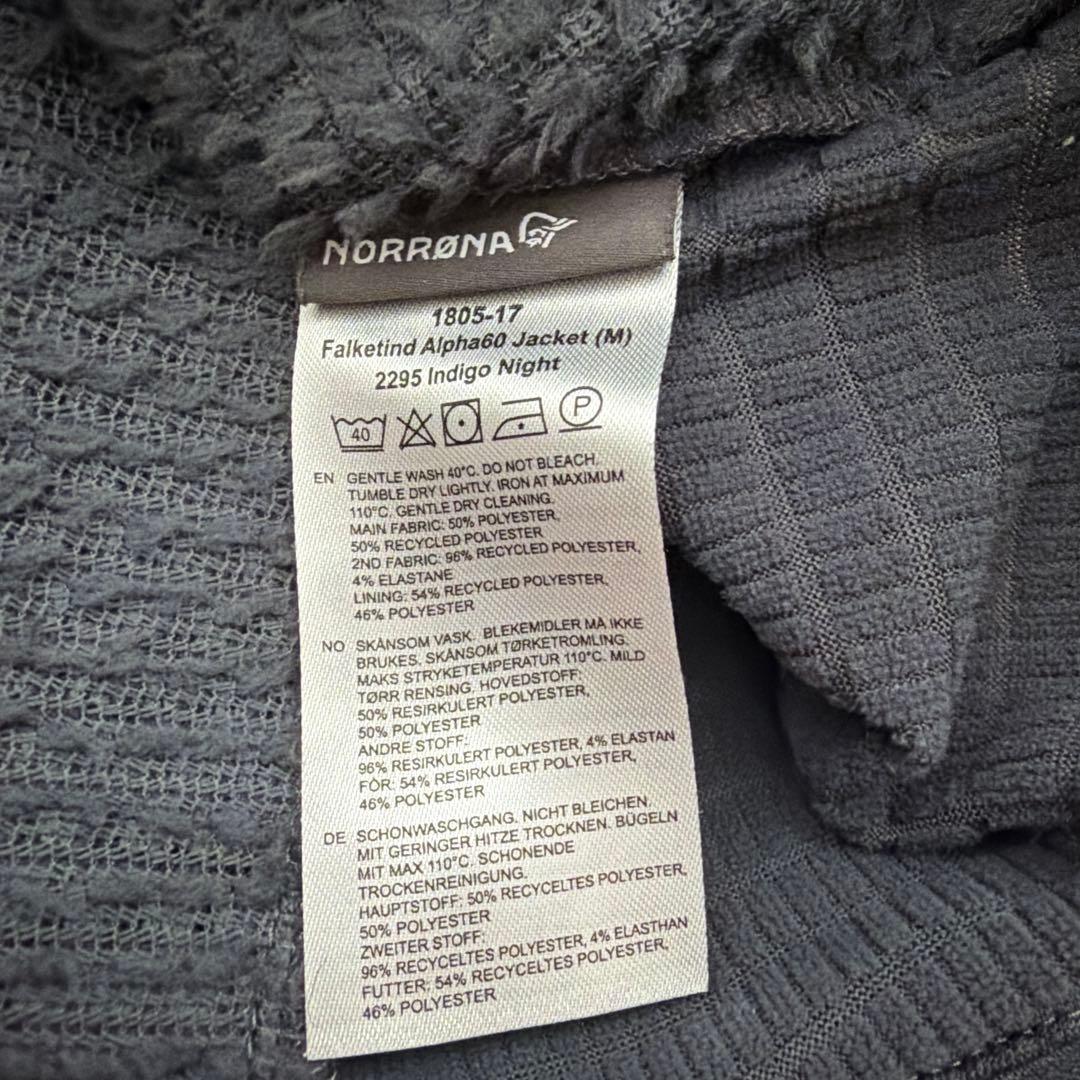 NORRØNA
1805-17
Falketind Alpha60 Jacket (M)
2295 Indigo Night
40 P
EN GENTLE WASH 40°C. DO NOT BLEACH.
TUMBLE DRY LIGHTLY. IRON AT MAXIMUM
110°C. GENTLE DRY CLEANING.
MAIN FABRIC: 50% POLYESTER,
50% RECYCLED POLYESTER
2ND FABRIC: 96% RECYCLED POLYESTER,
4% ELASTANE
LINING: 54% RECYCLED POLYESTER,
46% POLYESTER
NO SKÅNSOM VASK. BLEKEMIDLER MÅ IKKE
BRUKES. SKÅNSOM TØRKETROMLING.
MAKS STRYKETEMPERATUR 110°C. MILD
TØRR RENSING. HOVEDSTOFF:
50% RESIRKULERT POLYESTER,
50% POLYESTER
ANDRE STOFF:
96% RESIRKULERT POLYESTER, 4% ELASTAN
FÔR: 54% RESIRKULERT POLYESTER,
46% POLYESTER
DE SCHONWASCHGANG. NICHT BLEICHEN.
MIT GERINGER HITZE TROCKNEN. BÜGELN
MIT MAX 110°C. SCHONENDE
TROCKENREINIGUNG.
HAUPTSTOFF: 50% RECYCELTES POLYESTER,
50% POLYESTER
ZWEITER STOFF:
96% RECYCELTES POLYESTER, 4% ELASTHAN
FUTTER: 54% RECYCELTES POLYESTER,
46% POLYESTER